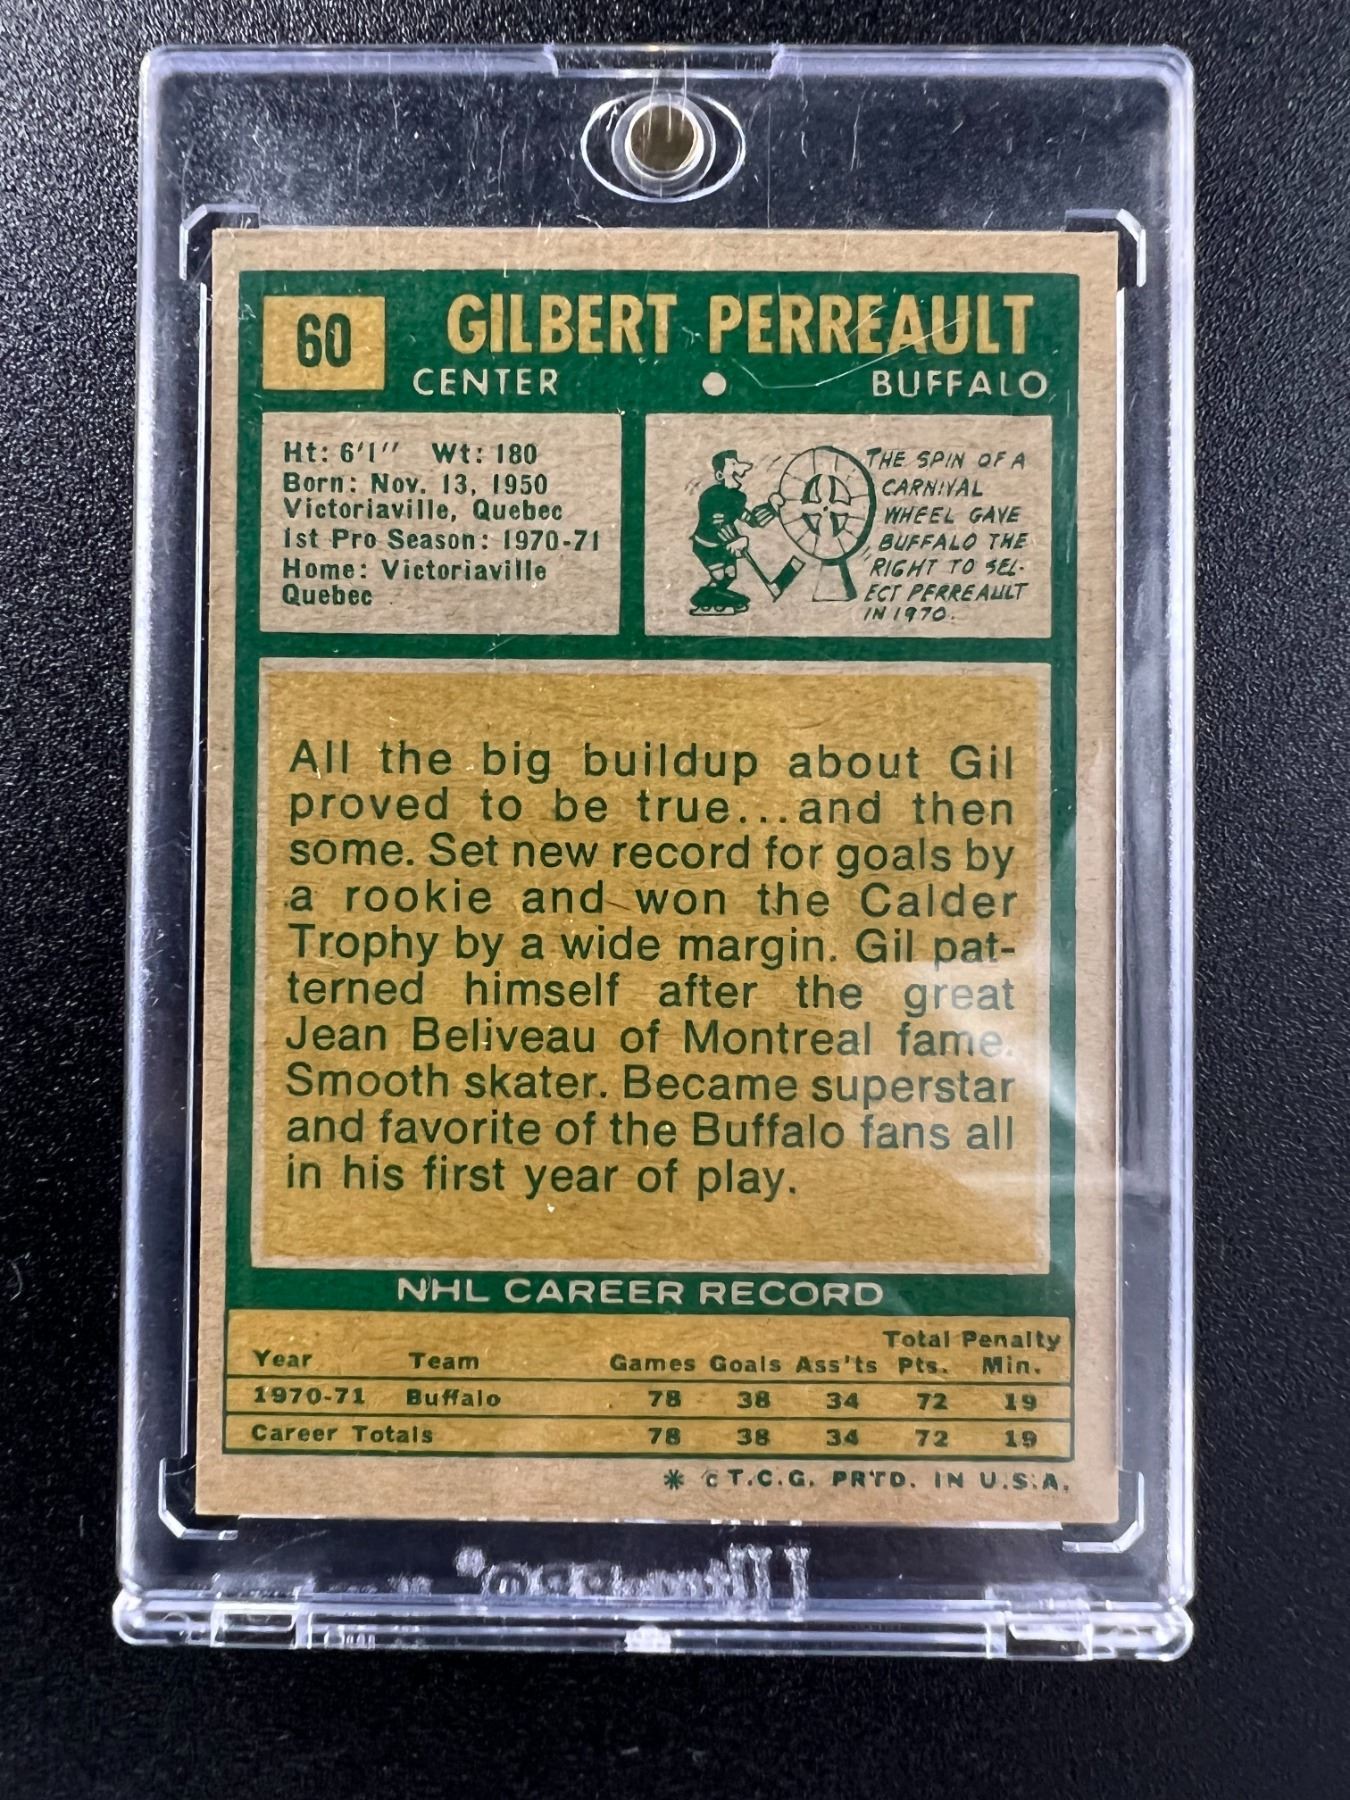 60
GILBERT PERREAULT
CENTER • BUFFALO
Ht: 6'1" Wt: 180
Born: Nov. 13, 1950
Victoriaville, Quebec
1st Pro Season: 1970-71
Home: Victoriaville
Quebec
THE SPIN OF A
CARNIVAL
WHEEL GAVE
BUFFALO THE
RIGHT TO SEL-
ECT PERREAULT
IN 1970.
All the big buildup about Gil
proved to be true...and then
some. Set new record for goals by
a rookie and won the Calder
Trophy by a wide margin. Gil pat-
terned himself after the great
Jean Beliveau of Montreal fame.
Smooth skater. Became superstar
and favorite of the Buffalo fans all
in his first year of play.
NHL CAREER RECORD
Year Team Games Goals Ass'ts Total Pts. Penalty Min.
1970-71 Buffalo 78 38 34 72 19
Career Totals 78 38 34 72 19
* © T.C.G. PRTD. IN U.S.A.